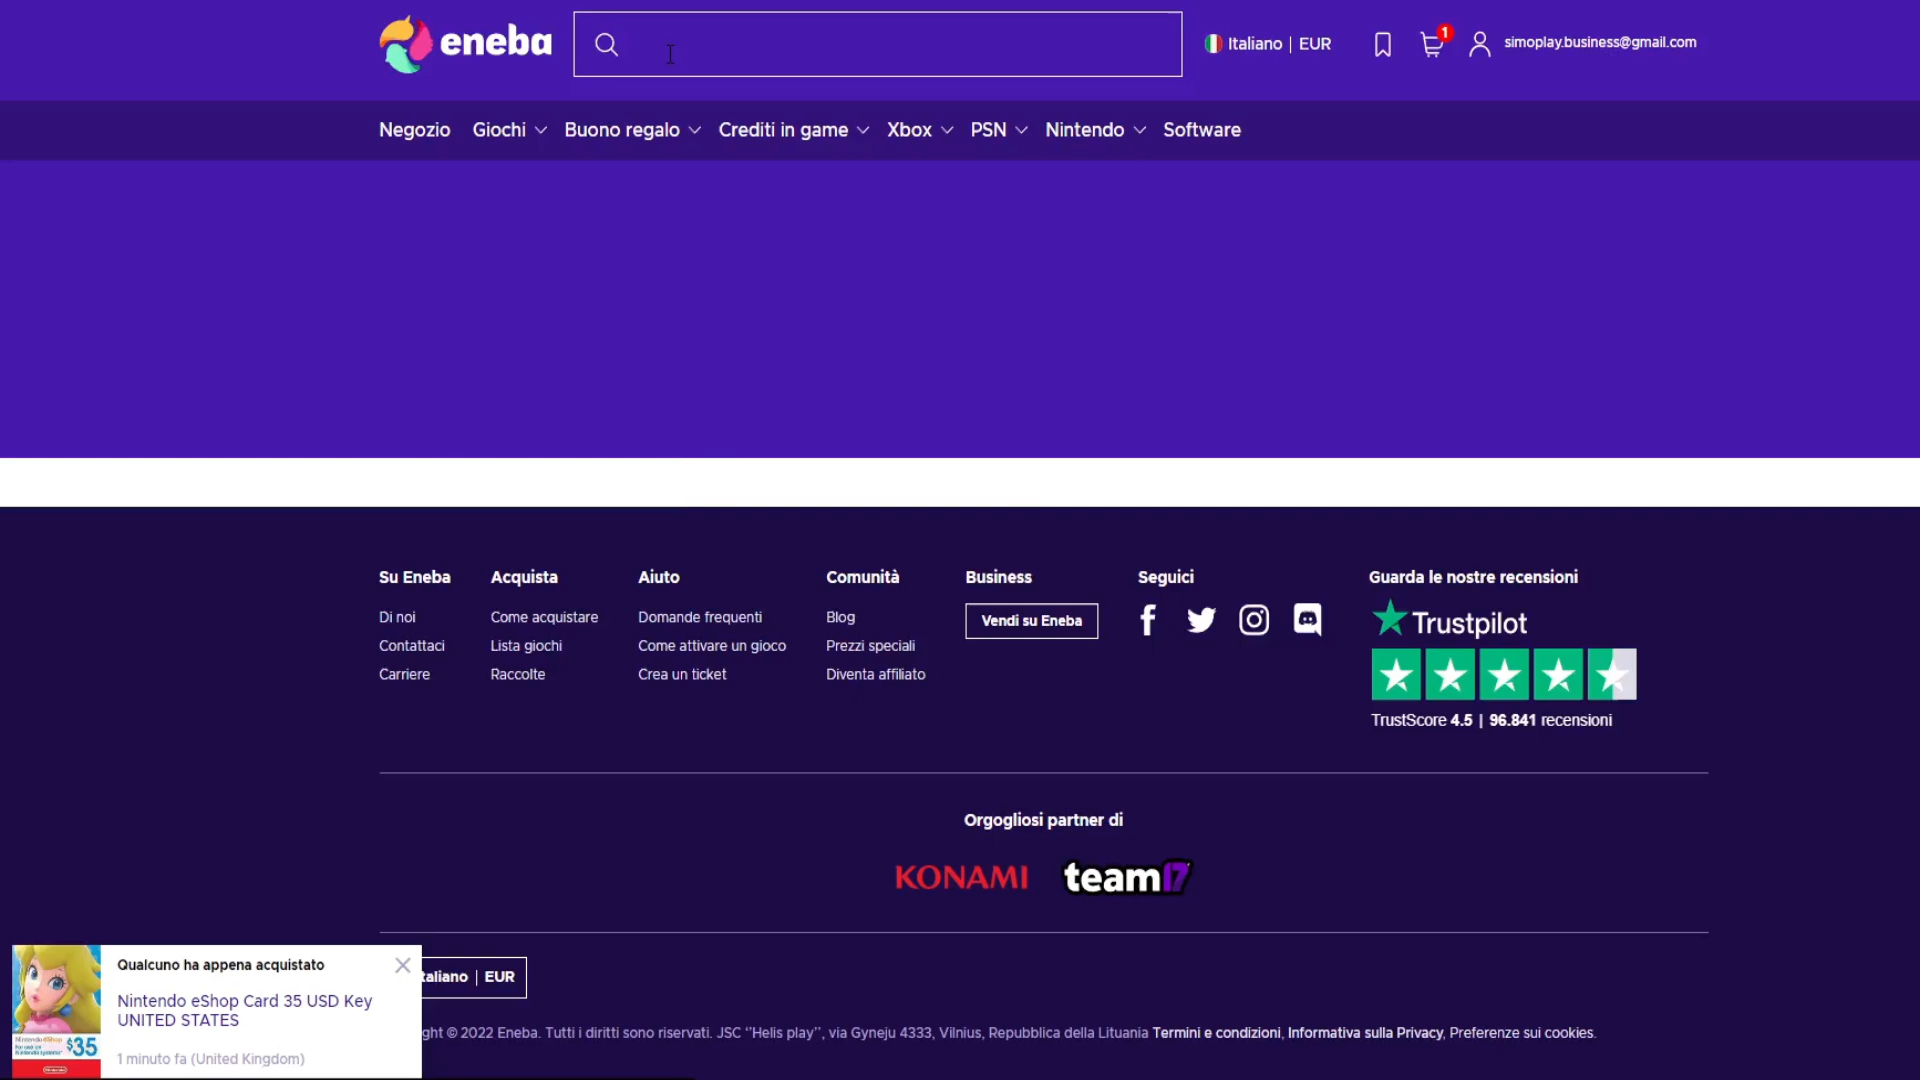 eneba
Italiano | EUR
1
simoplay.business@gmail.com
Negozio Giochi Buono regalo Crediti in game Xbox PSN Nintendo Software
Su Eneba
Di noi
Contattaci
Carriere
Acquista
Come acquistare
Lista giochi
Raccolte
Aiuto
Domande frequenti
Come attivare un gioco
Crea un ticket
Comunità
Blog
Prezzi speciali
Diventa affiliato
Business
Vendi su Eneba
Seguici
Guarda le nostre recensioni
Trustpilot
TrustScore 4.5 | 96.841 recensioni
Orgogliosi partner di
KONAMI team17
taliano | EUR
ght © 2022 Eneba. Tutti i diritti sono riservati. JSC ‘’Helis play’’, via Gyneju 4333, Vilnius, Repubblica della Lituania Termini e condizioni, Informativa sulla Privacy, Preferenze sui cookies.
Qualcuno ha appena acquistato
Nintendo eShop Card 35 USD Key
UNITED STATES
1 minuto fa (United Kingdom)
Nintendo eShop
$35